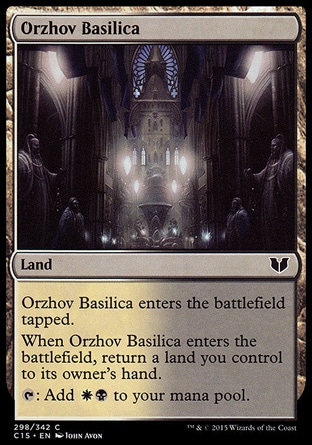 Orzhov Basilica
Land
Orzhov Basilica enters the battlefield
tapped.
When Orzhov Basilica enters the
battlefield, return a land you control
to its owner's hand.
: Add to your mana pool.
298/342 C
C15 • EN John Avon
™ & © 2015 Wizards of the Coast